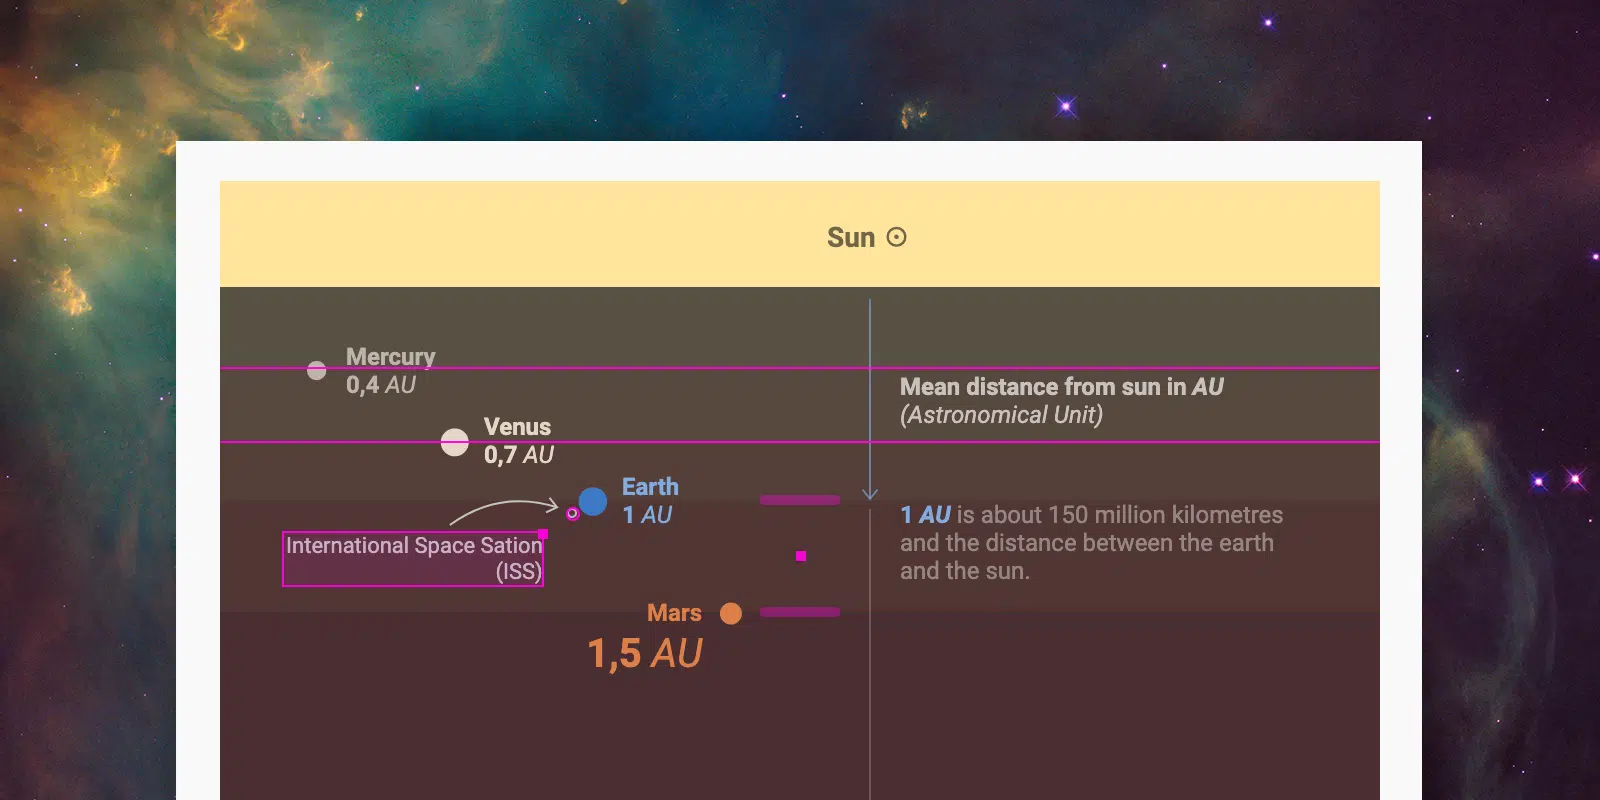 Sun ☉
Mercury
0,4 AU
Mean distance from sun in AU
(Astronomical Unit)
Venus
0,7 AU
Earth
1 AU
1 AU is about 150 million kilometres
and the distance between the earth
and the sun.
International Space Sation
(ISS)
Mars
1,5 AU